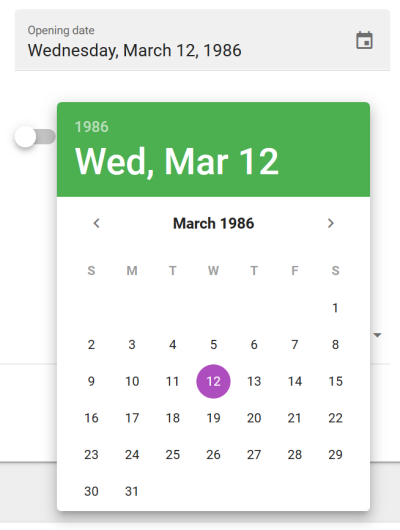 Opening date
Wednesday, March 12, 1986
1986
Wed, Mar 12
March 1986
S M T W T F S
1
2 3 4 5 6 7 8
9 10 11 12 13 14 15
16 17 18 19 20 21 22
23 24 25 26 27 28 29
30 31